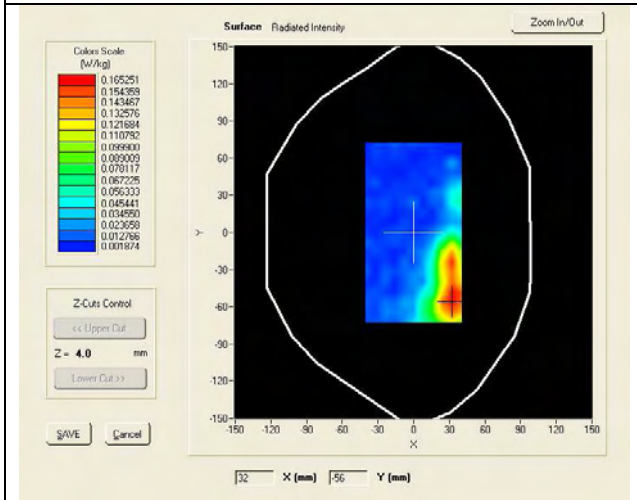 Surface Radiated Intensity
Zoom In/Out
Colors Scale
(W/kg)
0.165251
0.154359
0.143467
0.132576
0.121684
0.110792
0.099900
0.089009
0.078117
0.067225
0.056333
0.045441
0.034550
0.023658
0.012766
0.001874
Z-Cuts Control
<< Upper Cut
Z = 4.0 mm
Lower Cut >>
SAVE Cancel
150
120
90
60
30
0
-30
-60
-90
-120
-150
Y
-150 -120 -90 -60 -30 0 30 60 90 120 150
X
32 X (mm) -56 Y (mm)